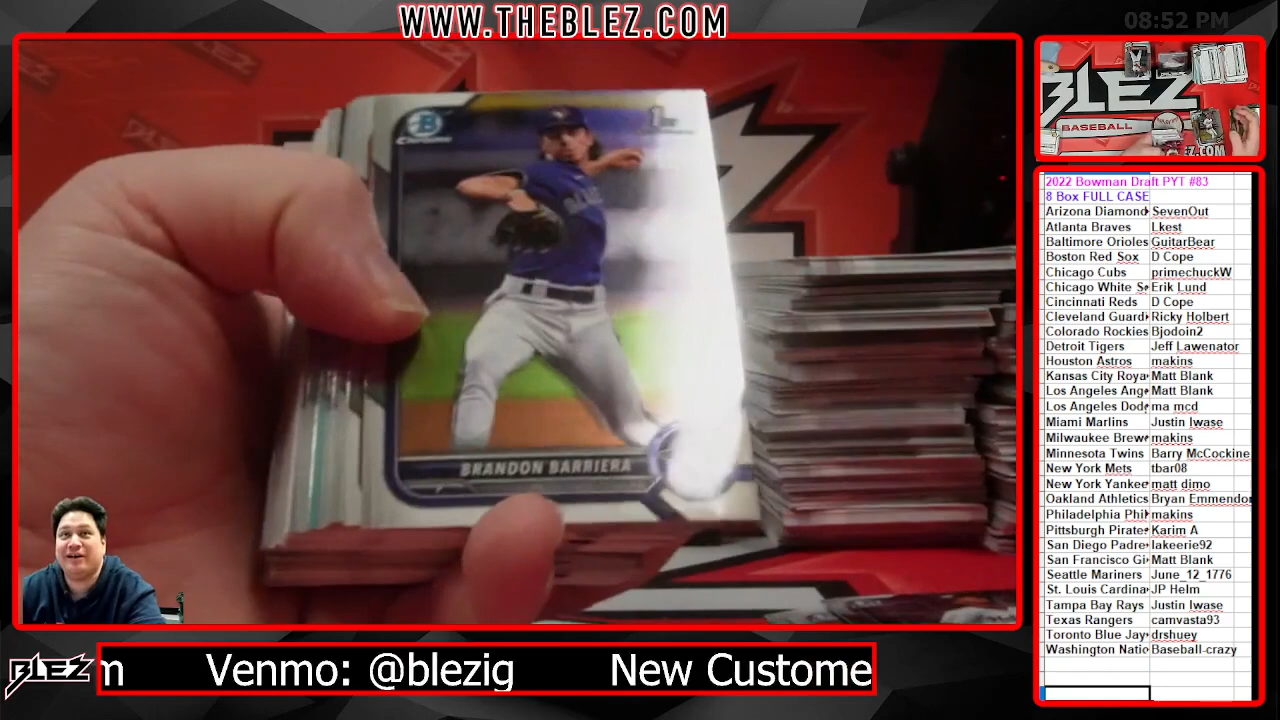 WWW.THEBLEZ.COM
08:52 PM
B
Chrome
1st
BRANDON BARRIERA
BLEZ
BASEBALL
2022 Bowman Draft PYT #83
8 Box FULL CASE
Arizona Diamond SevenOut
Atlanta Braves Lkest
Baltimore Orioles GuitarBear
Boston Red Sox D Cope
Chicago Cubs primechuckW
Chicago White S Erik Lund
Cincinnati Reds D Cope
Cleveland Guardi Ricky Holbert
Colorado Rockies Bjodoin2
Detroit Tigers Jeff Lawenator
Houston Astros makins
Kansas City Roya Matt Blank
Los Angeles Ang Matt Blank
Los Angeles Dod ma mcd
Miami Marlins Justin Iwase
Milwaukee Brew makins
Minnesota Twins Barry McCockine
New York Mets tbar08
New York Yankee matt dimo
Oakland Athletics Bryan Emmendor
Philadelphia Phil makins
Pittsburgh Pirate Karim A
San Diego Padre lakeerie92
San Francisco Gi Matt Blank
Seattle Mariners June_12_1776
St. Louis Cardina JP Helm
Tampa Bay Rays Justin Iwase
Texas Rangers camvasta93
Toronto Blue Jay drshuey
Washington Natio Baseball-crazy
BLEZ
m Venmo: @blezig New Custome